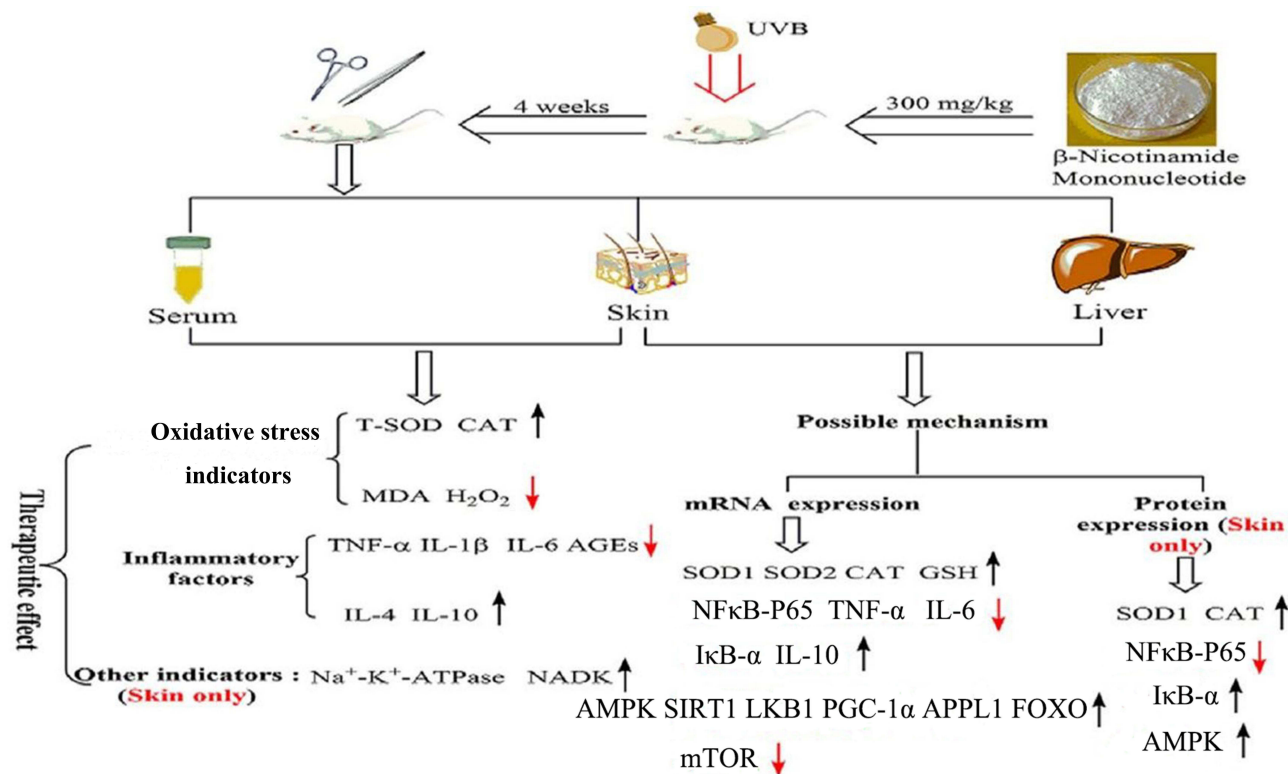 UVB
4 weeks
300 mg/kg
β-Nicotinamide
Mononucleotide
Serum
Skin
Liver
Therapeutic effect
Oxidative stress
indicators
T-SOD CAT
MDA H₂O₂
Inflammatory
factors
TNF-α IL-1β IL-6 AGEs
IL-4 IL-10
Other indicators : Na⁺-K⁺-ATPase NADK
(Skin only)
Possible mechanism
mRNA expression
SOD1 SOD2 CAT GSH
NFκB-P65 TNF-α IL-6
IκB-α IL-10
AMPK SIRT1 LKB1 PGC-1α APPL1 FOXO
mTOR
Protein
expression (Skin
only)
SOD1 CAT
NFκB-P65
IκB-α
AMPK